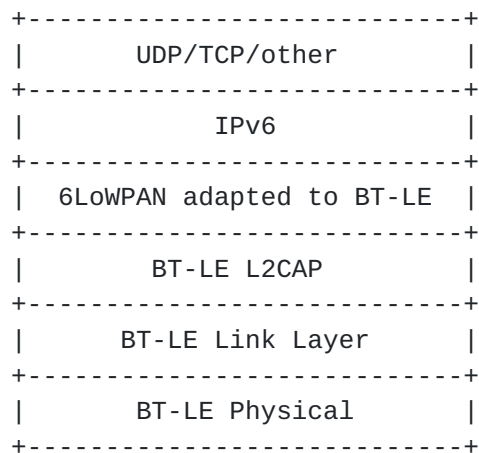 +----------------------------+
|       UDP/TCP/other        |
+----------------------------+
|            IPv6            |
+----------------------------+
|  6LoWPAN adapted to BT-LE  |
+----------------------------+
|        BT-LE L2CAP         |
+----------------------------+
|      BT-LE Link Layer      |
+----------------------------+
|       BT-LE Physical       |
+----------------------------+